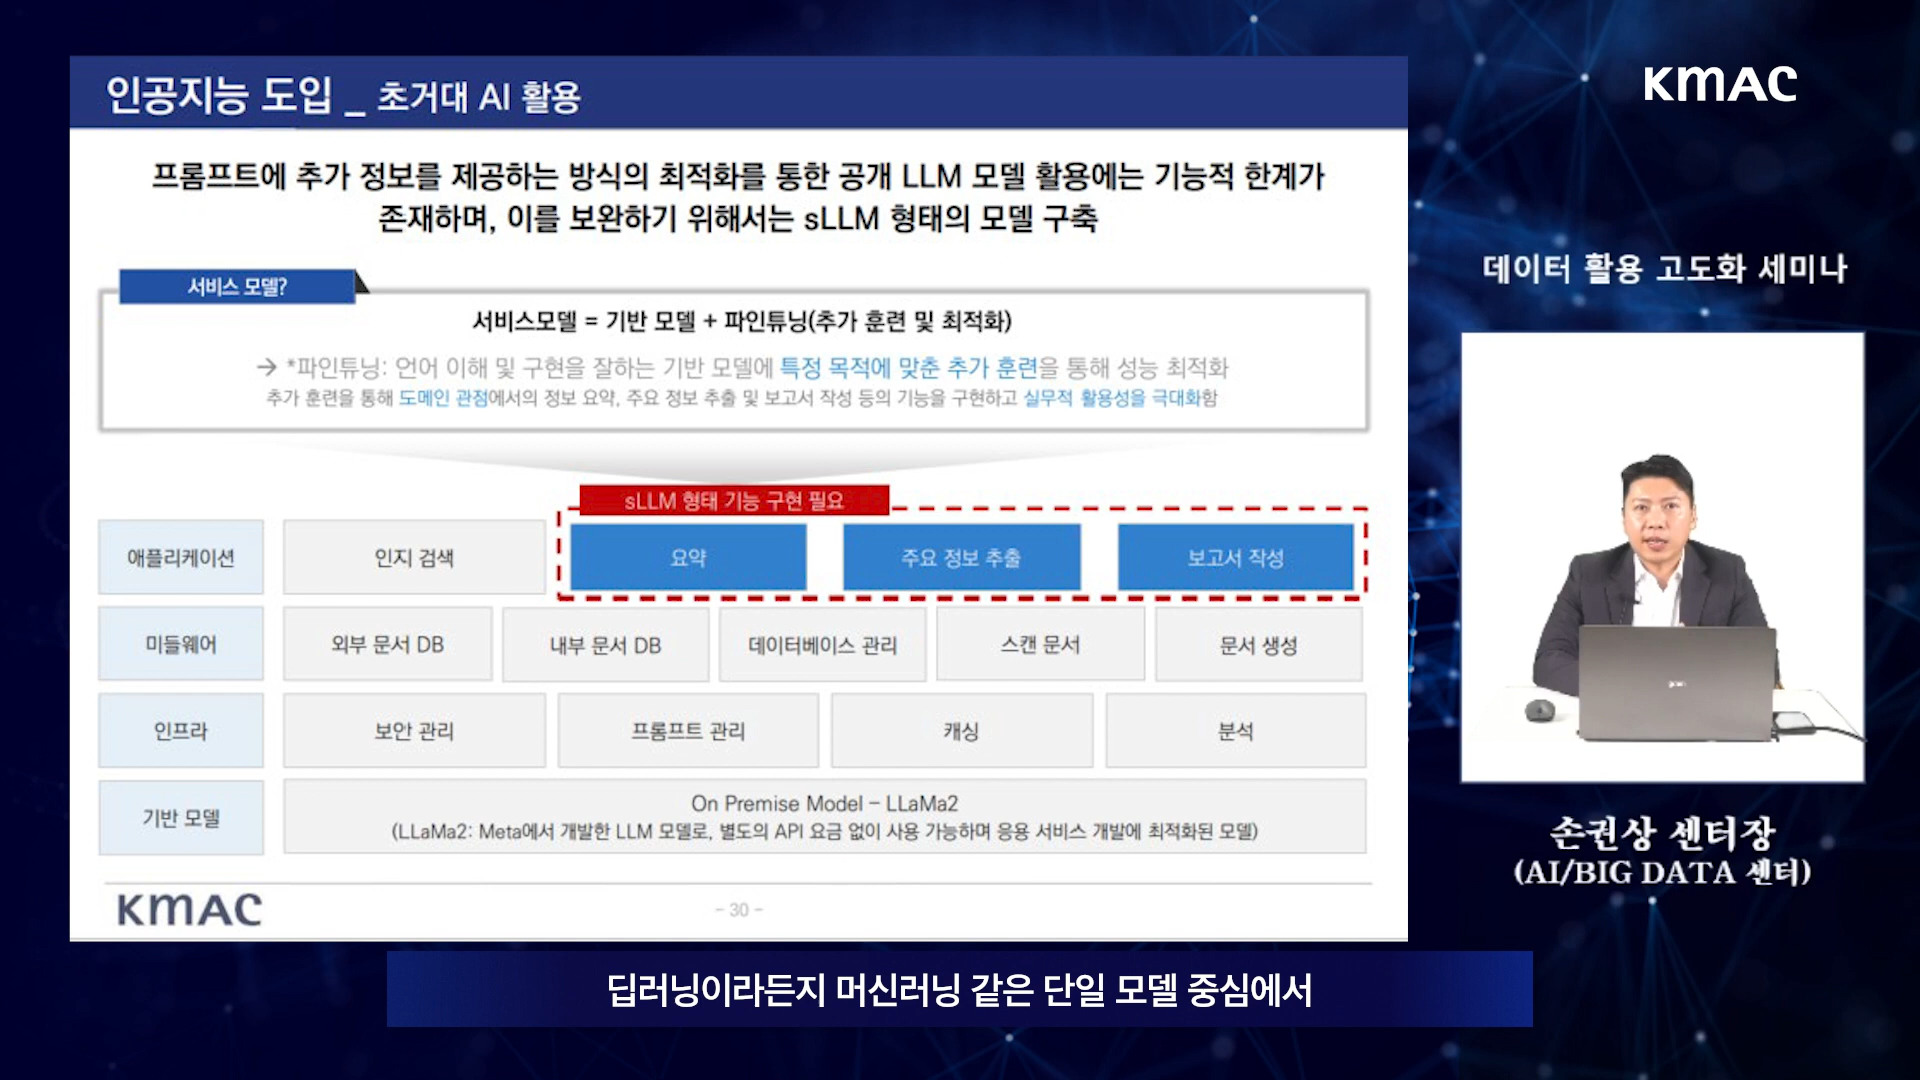 인공지능 도입 _ 초거대 AI 활용
KMAC
프롬프트에 추가 정보를 제공하는 방식의 최적화를 통한 공개 LLM 모델 활용에는 기능적 한계가
존재하며, 이를 보완하기 위해서는 sLLM 형태의 모델 구축
서비스 모델?
서비스모델 = 기반 모델 + 파인튜닝(추가 훈련 및 최적화)
→ *파인튜닝: 언어 이해 및 구현을 잘하는 기반 모델에 특정 목적에 맞춘 추가 훈련을 통해 성능 최적화
추가 훈련을 통해 도메인 관점에서의 정보 요약, 주요 정보 추출 및 보고서 작성 등의 기능을 구현하고 실무적 활용성을 극대화함
sLLM 형태 기능 구현 필요
애플리케이션
인지 검색
요약
주요 정보 추출
보고서 작성
미들웨어
외부 문서 DB
내부 문서 DB
데이터베이스 관리
스캔 문서
문서 생성
인프라
보안 관리
프롬프트 관리
캐싱
분석
기반 모델
On Premise Model – LLaMa2
(LLaMa2: Meta에서 개발한 LLM 모델로, 별도의 API 요금 없이 사용 가능하며 응용 서비스 개발에 최적화된 모델)
KMAC
- 30 -
데이터 활용 고도화 세미나
손권상 센터장
(AI/BIG DATA 센터)
딥러닝이라든지 머신러닝 같은 단일 모델 중심에서